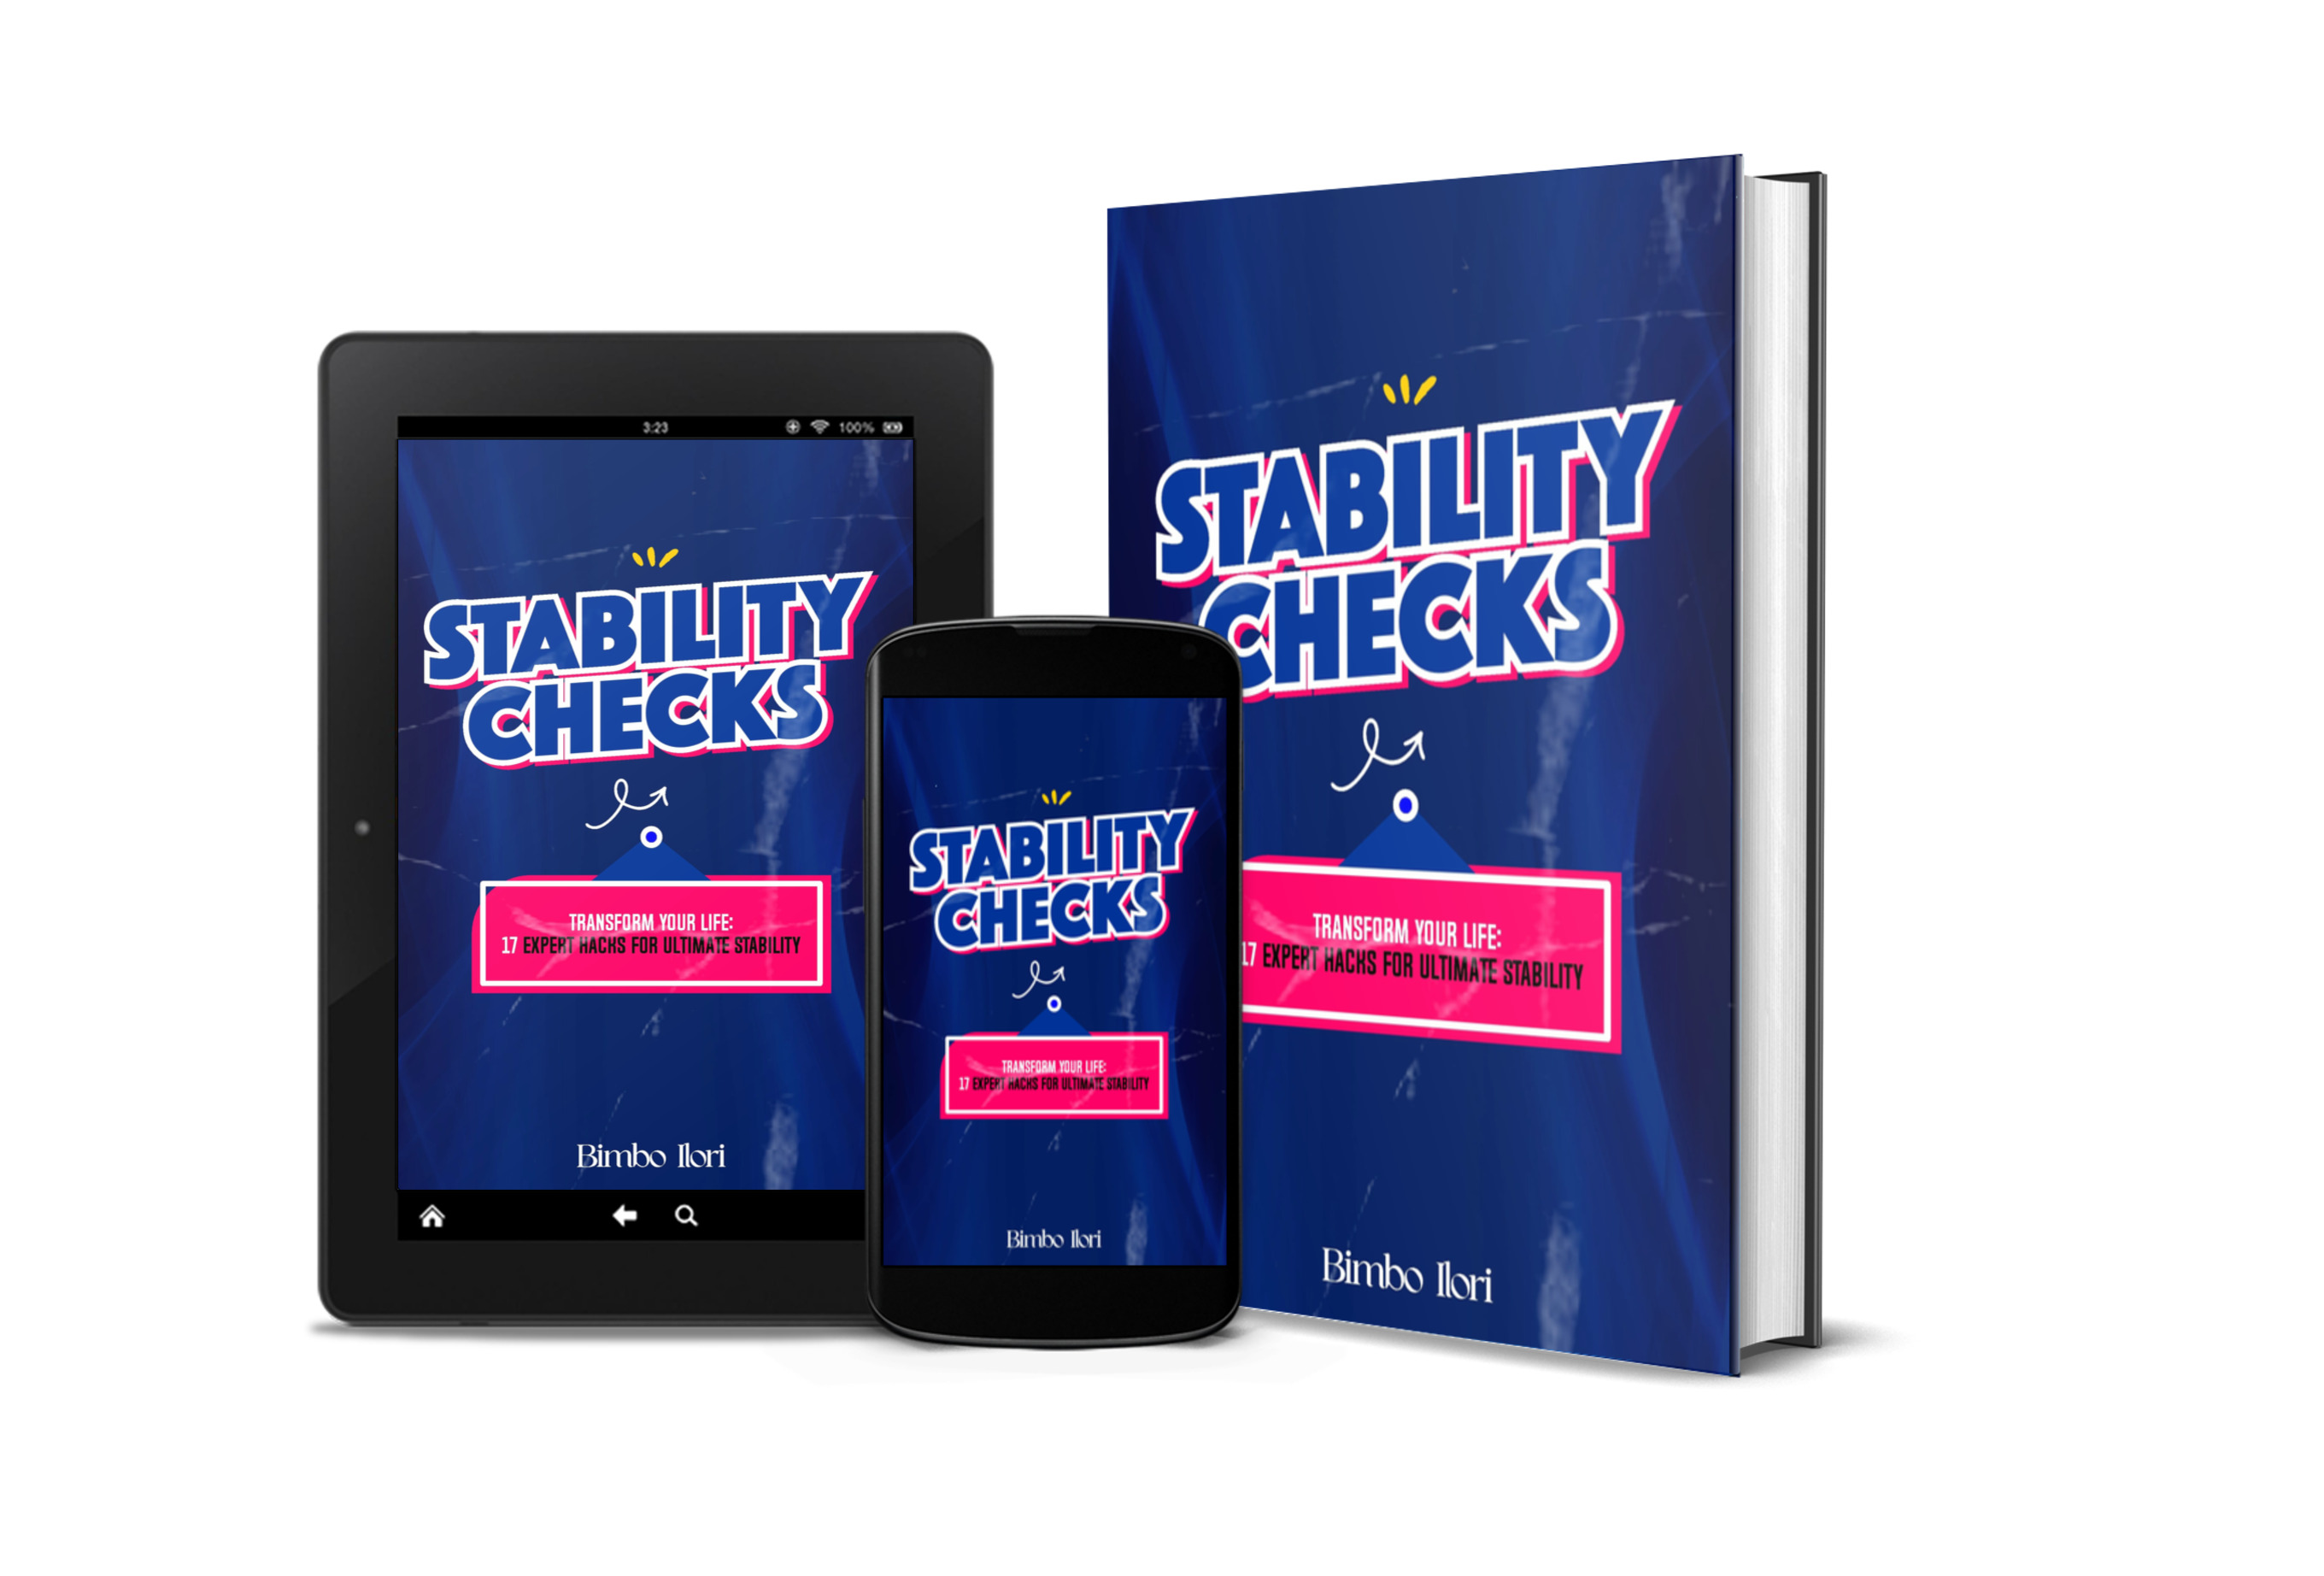 3:23
100%
STABILITY
CHECKS
TRANSFORM YOUR LIFE:
17 EXPERT HACKS FOR ULTIMATE STABILITY
Bimbo Ilori
STABILITY
CHECKS
TRANSFORM YOUR LIFE:
17 EXPERT HACKS FOR ULTIMATE STABILITY
Bimbo Ilori
STABILITY
CHECKS
TRANSFORM YOUR LIFE:
17 EXPERT HACKS FOR ULTIMATE STABILITY
Bimbo Ilori